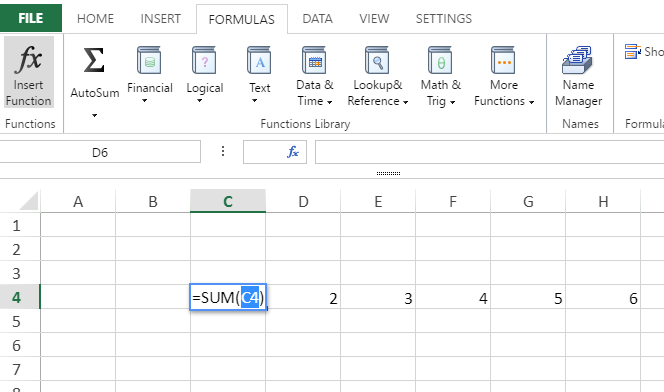 FILE HOME INSERT FORMULAS DATA VIEW SETTINGS
fx Σ ? A θ ...
Insert Function
AutoSum
Financial
Logical
Text
Data & Time
Lookup& Reference
Math & Trig
More Functions
Name Manager
Sho
Functions
Functions Library
Names
Formula
D6 fx
A B C D E F G H
1
2
3
4 =SUM(C4) 2 3 4 5 6
5
6
7